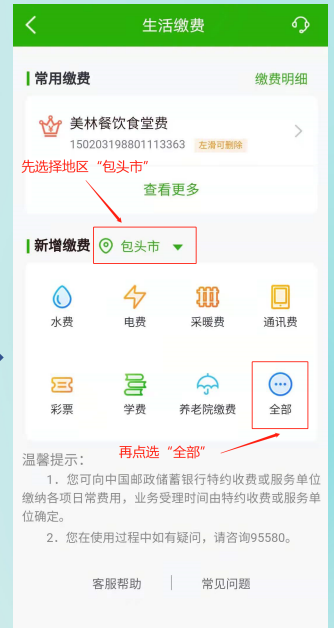 生活缴费
常用缴费
缴费明细
美林餐饮食堂费
150203198801113363 左滑可删除
先选择地区“包头市”
查看更多
新增缴费 包头市
水费 电费 采暖费 通讯费
彩票 学费 养老院缴费 全部
再点选“全部”
温馨提示：
1. 您可向中国邮政储蓄银行特约收费或服务单位
缴纳各项日常费用，业务受理时间由特约收费或服务单
位确定。
2. 您在使用过程中如有疑问，请咨询95580。
客服帮助 常见问题